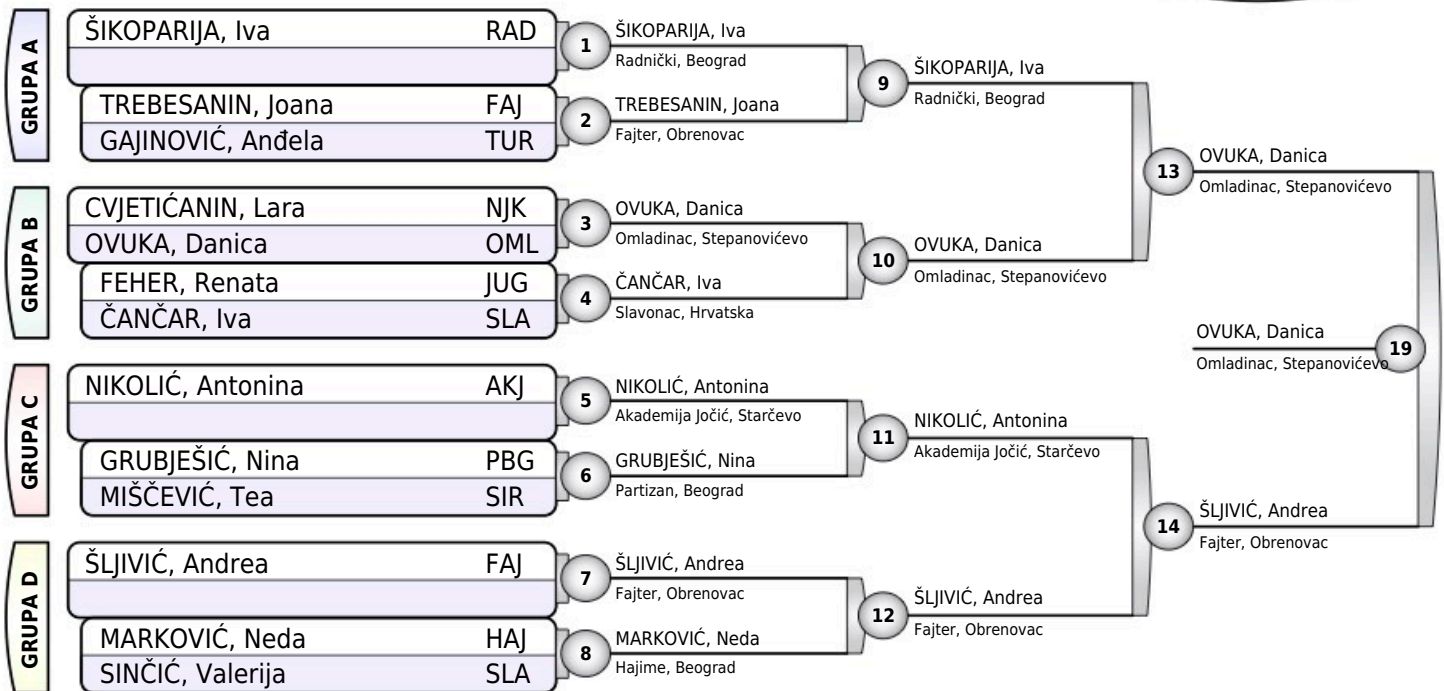 GRUPA A
ŠIKOPARIJA, Iva RAD
TREBESANIN, Joana FAJ
GAJINOVIĆ, Anđela TUR
GRUPA B
CVJETIĆANIN, Lara NJK
OVUKA, Danica OML
FEHER, Renata JUG
ČANČAR, Iva SLA
GRUPA C
NIKOLIĆ, Antonina AKJ
GRUBJEŠIĆ, Nina PBG
MIŠČEVIĆ, Tea SIR
GRUPA D
ŠLJIVIĆ, Andrea FAJ
MARKOVIĆ, Neda HAJ
SINČIĆ, Valerija SLA
1
ŠIKOPARIJA, Iva
Radnički, Beograd
2
TREBESANIN, Joana
Fajter, Obrenovac
3
OVUKA, Danica
Omladinac, Stepanovićevo
4
ČANČAR, Iva
Slavonac, Hrvatska
5
NIKOLIĆ, Antonina
Akademija Jočić, Starčevo
6
GRUBJEŠIĆ, Nina
Partizan, Beograd
7
ŠLJIVIĆ, Andrea
Fajter, Obrenovac
8
MARKOVIĆ, Neda
Hajime, Beograd
9
ŠIKOPARIJA, Iva
Radnički, Beograd
10
OVUKA, Danica
Omladinac, Stepanovićevo
11
NIKOLIĆ, Antonina
Akademija Jočić, Starčevo
12
ŠLJIVIĆ, Andrea
Fajter, Obrenovac
13
OVUKA, Danica
Omladinac, Stepanovićevo
14
ŠLJIVIĆ, Andrea
Fajter, Obrenovac
OVUKA, Danica
Omladinac, Stepanovićevo
19